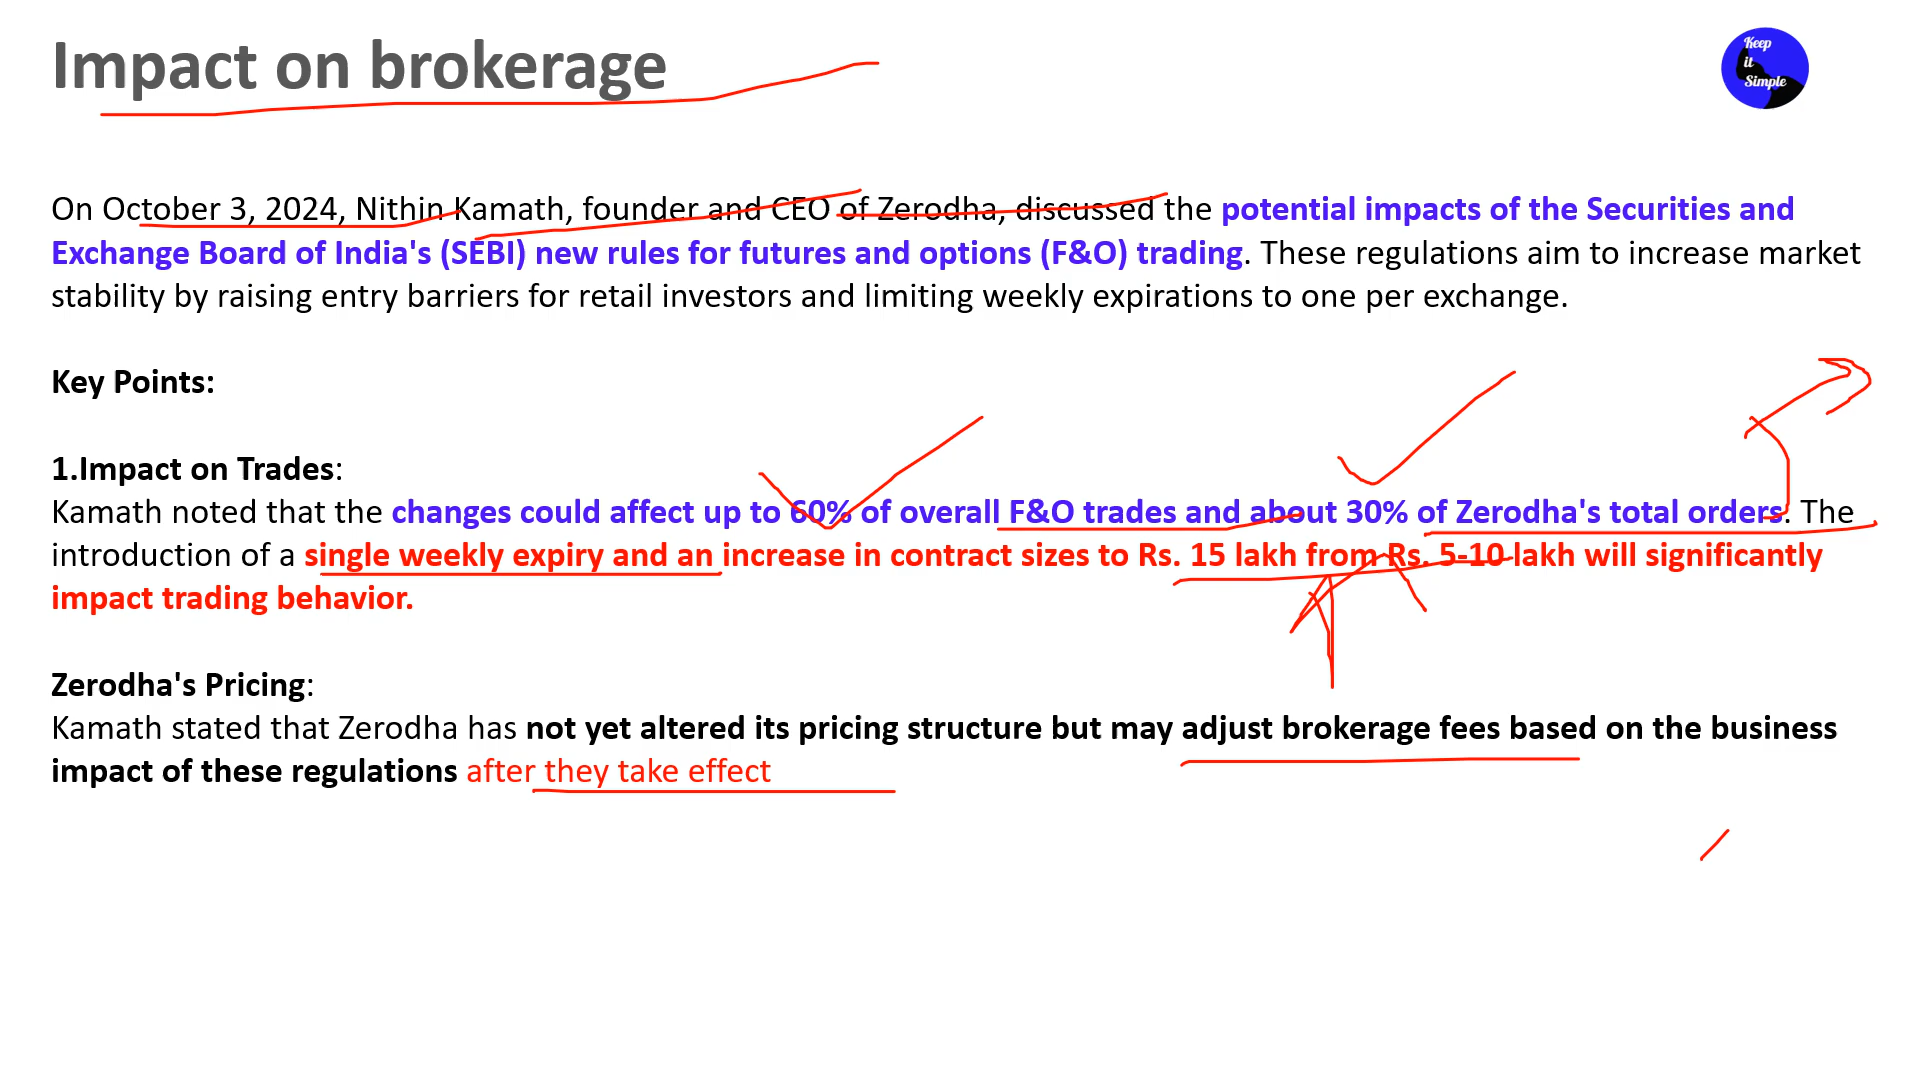 Impact on brokerage
Keep
it
Simple
On October 3, 2024, Nithin Kamath, founder and CEO of Zerodha, discussed the potential impacts of the Securities and
Exchange Board of India's (SEBI) new rules for futures and options (F&O) trading. These regulations aim to increase market
stability by raising entry barriers for retail investors and limiting weekly expirations to one per exchange.
Key Points:
1.Impact on Trades:
Kamath noted that the changes could affect up to 60% of overall F&O trades and about 30% of Zerodha's total orders. The
introduction of a single weekly expiry and an increase in contract sizes to Rs. 15 lakh from Rs. 5-10 lakh will significantly
impact trading behavior.
Zerodha's Pricing:
Kamath stated that Zerodha has not yet altered its pricing structure but may adjust brokerage fees based on the business
impact of these regulations after they take effect